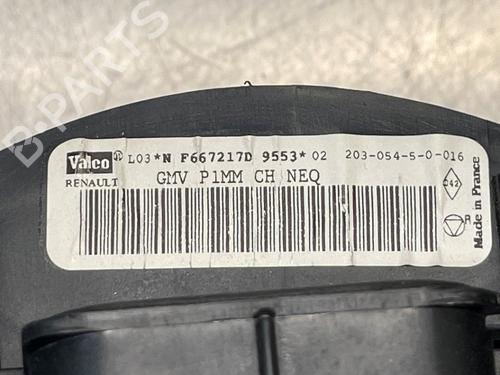 B-PARTS
Valeo L03*N F667217D 9553* 02 203-054-5-0-016
RENAULT GMV P1MM CH NEQ
242
R
Made in France